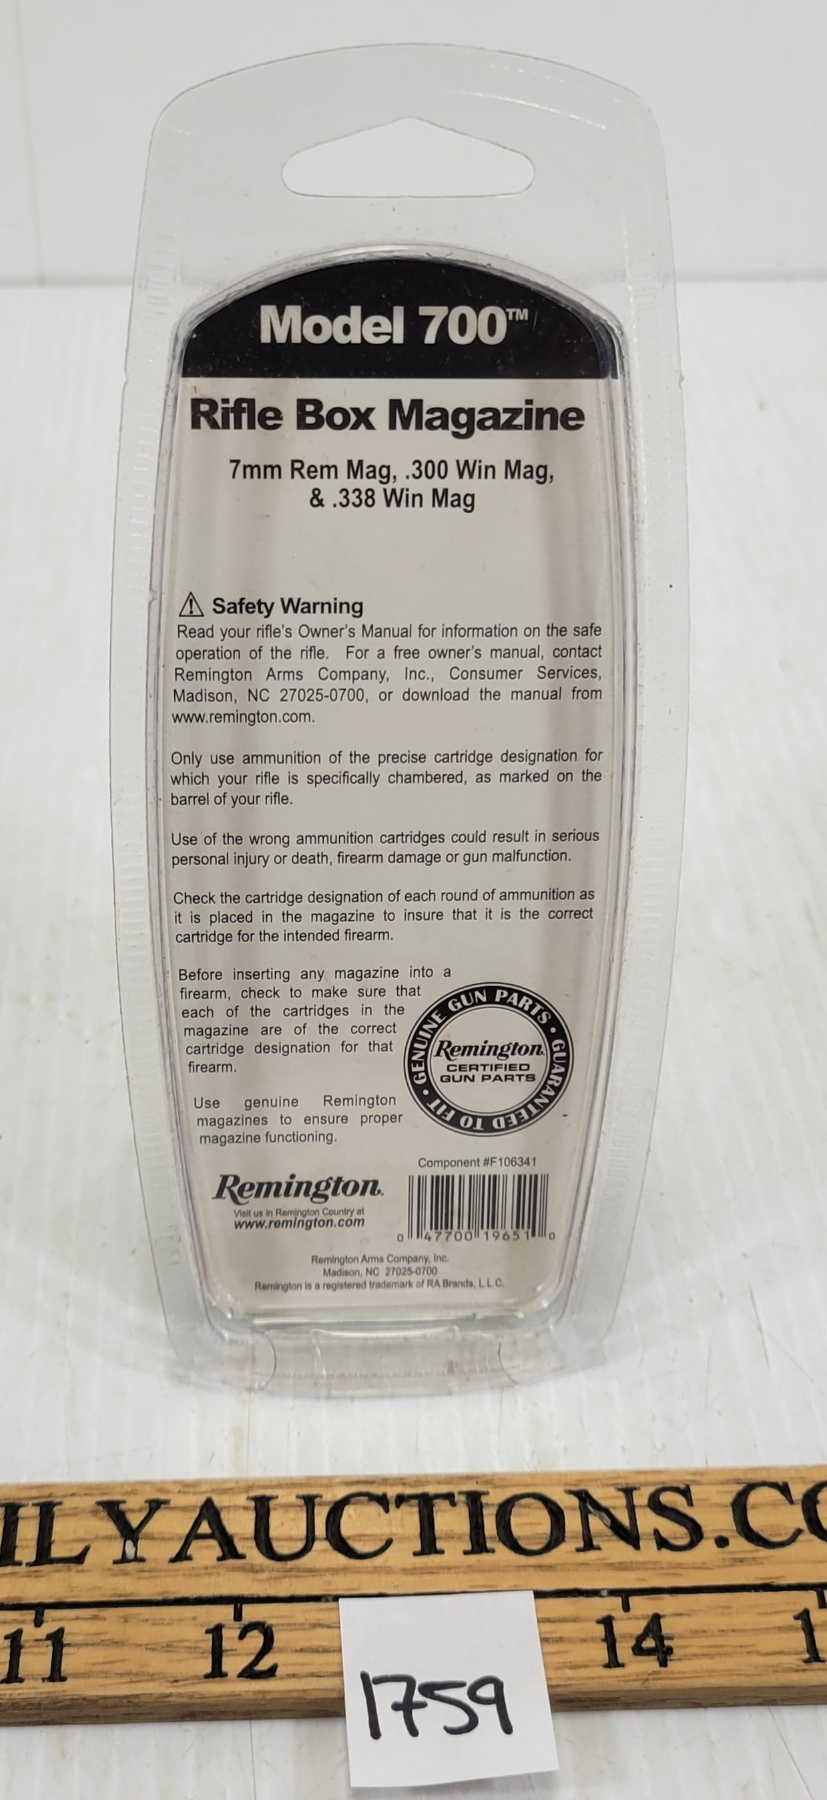 Model 700™
Rifle Box Magazine
7mm Rem Mag, .300 Win Mag,
& .338 Win Mag
⚠ Safety Warning
Read your rifle's Owner's Manual for information on the safe
operation of the rifle. For a free owner's manual, contact
Remington Arms Company, Inc., Consumer Services,
Madison, NC 27025-0700, or download the manual from
www.remington.com.
Only use ammunition of the precise cartridge designation for
which your rifle is specifically chambered, as marked on the
barrel of your rifle.
Use of the wrong ammunition cartridges could result in serious
personal injury or death, firearm damage or gun malfunction.
Check the cartridge designation of each round of ammunition as
it is placed in the magazine to insure that it is the correct
cartridge for the intended firearm.
Before inserting any magazine into a
firearm, check to make sure that
each of the cartridges in the
magazine are of the correct
cartridge designation for that
firearm.
Use genuine Remington
magazines to ensure proper
magazine functioning.
GENUINE GUN PARTS • GUARANTEED TO FIT •
Remington.
CERTIFIED
GUN PARTS
Remington.
Visit us in Remington Country at
www.remington.com
Component #F106341
0 47700 19651 0
Remington Arms Company, Inc.
Madison, NC 27025-0700
Remington is a registered trademark of RA Brands, L.L.C.
ILYAUCTIONS.CO
11 12 14 1
1759